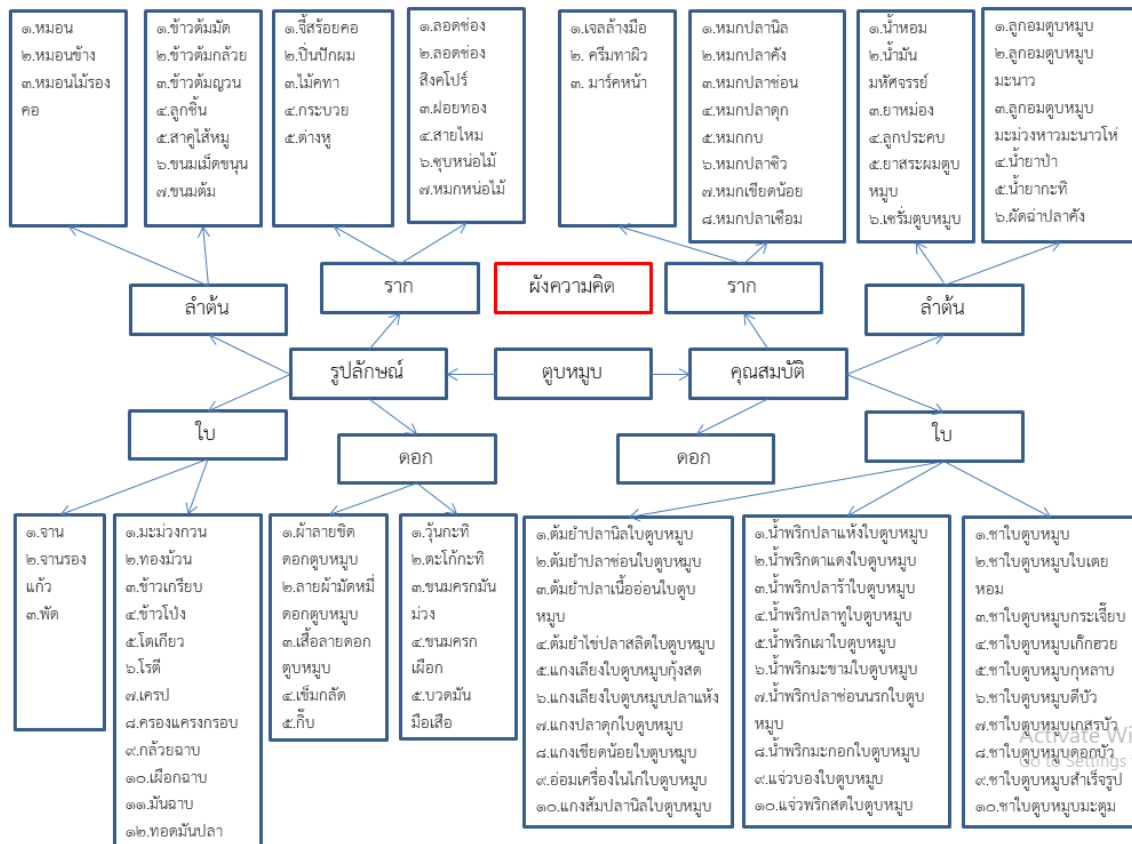 ๑.หมอน
๒.หมอนข้าง
๓.หมอนไม้รอง
คอ
๑.ข้าวต้มมัด
๒.ข้าวต้มกล้วย
๓.ข้าวต้มญวน
๔.ลูกชิ้น
๕.สาคูไส้หมู
๖.ขนมเม็ดขนุน
๗.ขนมต้ม
๑.จี้สร้อยคอ
๒.ปิ่นปักผม
๓.ไม้คทา
๔.กระบวย
๕.ต่างหู
๑.ลอดช่อง
๒.ลอดช่อง
สิงคโปร์
๓.ฝอยทอง
๔.สายไหม
๖.ซุบหน่อไม้
๗.หมกหน่อไม้
๑.เจลล้างมือ
๒. ครีมทาผิว
๓. มาร์คหน้า
๑.หมกปลานิล
๒.หมกปลาคัง
๓.หมกปลาช่อน
๔.หมกปลาดุก
๕.หมกกบ
๖.หมกปลาซิว
๗.หมกเขียดน้อย
๘.หมกปลาเซือม
๑.น้ำหอม
๒.น้ำมัน
มหัศจรรย์
๓.ยาหม่อง
๔.ลูกประคบ
๕.ยาสระผมตูบ
หมูบ
๖.เซรั่มตูบหมูบ
๑.ลูกอมตูบหมูบ
๒.ลูกอมตูบหมูบ
มะนาว
๓.ลูกอมตูบหมูบ
มะม่วงหาวมะนาวโห่
๔.น้ำยาป่า
๕.น้ำยากะทิ
๖.ผัดฉ่าปลาคัง
ลำต้น
ราก
ผังความคิด
ราก
ลำต้น
รูปลักษณ์
ตูบหมูบ
คุณสมบัติ
ใบ
ดอก
ดอก
ใบ
๑.จาน
๒.จานรอง
แก้ว
๓.พัด
๑.มะม่วงกวน
๒.ทองม้วน
๓.ข้าวเกรียบ
๔.ข้าวโป่ง
๕.โตเกียว
๖.โรตี
๗.เครป
๘.ครองแครงกรอบ
๙.กล้วยฉาบ
๑๐.เผือกฉาบ
๑๑.มันฉาบ
๑๒.ทอดมันปลา
๑.ผ้าลายขิด
ดอกตูบหมูบ
๒.ลายผ้ามัดหมี่
ดอกตูบหมูบ
๓.เสื้อลายดอก
ตูบหมูบ
๔.เข็มกลัด
๕.กิ๊บ
๑.วุ้นกะทิ
๒.ตะโก้กะทิ
๓.ขนมครกมัน
ม่วง
๔.ขนมครก
เผือก
๕.บวดมัน
มือเสือ
๑.ต้มยำปลานิลใบตูบหมูบ
๒.ต้มยำปลาช่อนใบตูบหมูบ
๓.ต้มยำปลาเนื้ออ่อนใบตูบ
หมูบ
๔.ต้มยำไข่ปลาสลิดใบตูบหมูบ
๕.แกงเลียงใบตูบหมูบกุ้งสด
๖.แกงเลียงใบตูบหมูบปลาแห้ง
๗.แกงปลาดุกใบตูบหมูบ
๘.แกงเขียดน้อยใบตูบหมูบ
๙.อ่อมเครื่องในไก่ใบตูบหมูบ
๑๐.แกงส้มปลานิลใบตูบหมูบ
๑.น้ำพริกปลาแห้งใบตูบหมูบ
๒.น้ำพริกตาแดงใบตูบหมูบ
๓.น้ำพริกปลาร้าใบตูบหมูบ
๔.น้ำพริกปลาทูใบตูบหมูบ
๕.น้ำพริกเผาใบตูบหมูบ
๖.น้ำพริกมะขามใบตูบหมูบ
๗.น้ำพริกปลาช่อนนรกใบตูบ
หมูบ
๘.น้ำพริกมะกอกใบตูบหมูบ
๙.แจ่วบองใบตูบหมูบ
๑๐.แจ่วพริกสดใบตูบหมูบ
๑.ชาใบตูบหมูบ
๒.ชาใบตูบหมูบใบเตย
หอม
๓.ชาใบตูบหมูบกระเจี๊ยบ
๔.ชาใบตูบหมูบเก๊กฮวย
๕.ชาใบตูบหมูบกุหลาบ
๖.ชาใบตูบหมูบดีบัว
๗.ชาใบตูบหมูบเกสรบัว
๘.ชาใบตูบหมูบดอกบัว
๙.ชาใบตูบหมูบสำเร็จรูป
๑๐.ชาใบตูบหมูบมะตูม
Activate Wi
Go to Settings